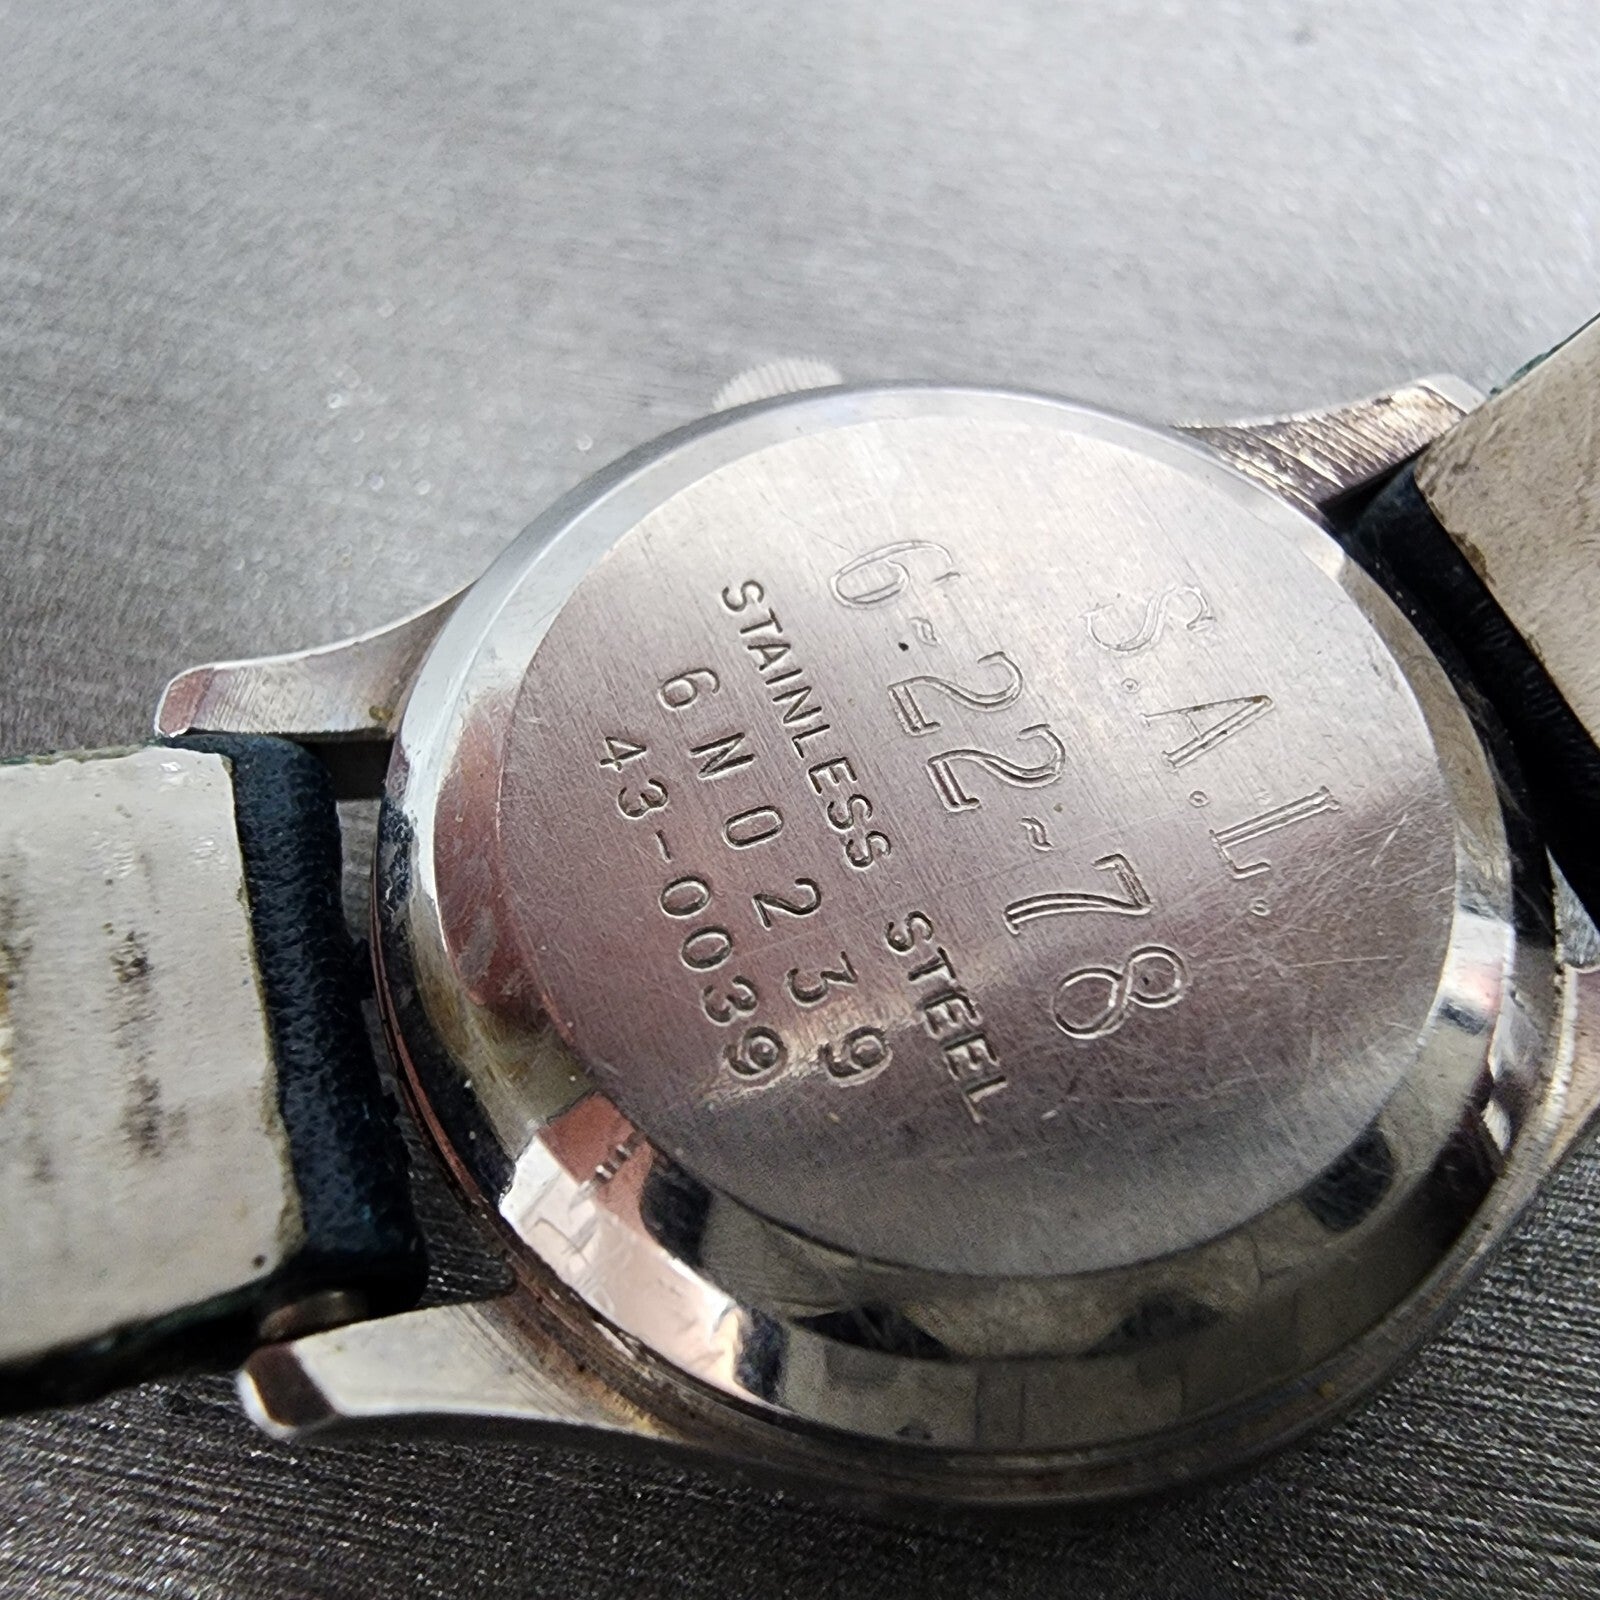 S.A.L.
6-22-78
STAINLESS STEEL
6N0239
43-0039